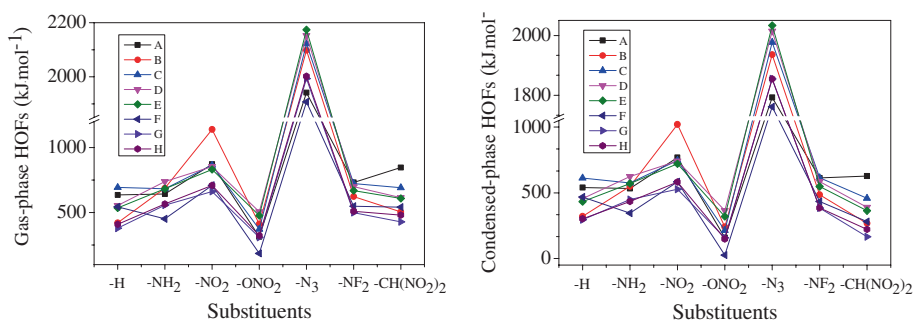 Gas-phase HOFs (kJ.mol⁻¹)
2200
2000
1000
500
A
B
C
D
E
F
G
H
-H
-NH₂
-NO₂
-ONO₂
-N₃
-NF₂
-CH(NO₂)₂
Substituents
Condensed-phase HOFs (kJ.mol⁻
2000
1800
1000
500
0
A
B
C
D
E
F
G
H
-H
-NH₂
-NO₂
-ONO₂
-N₃
-NF₂
-CH(NO₂)₂
Substituents